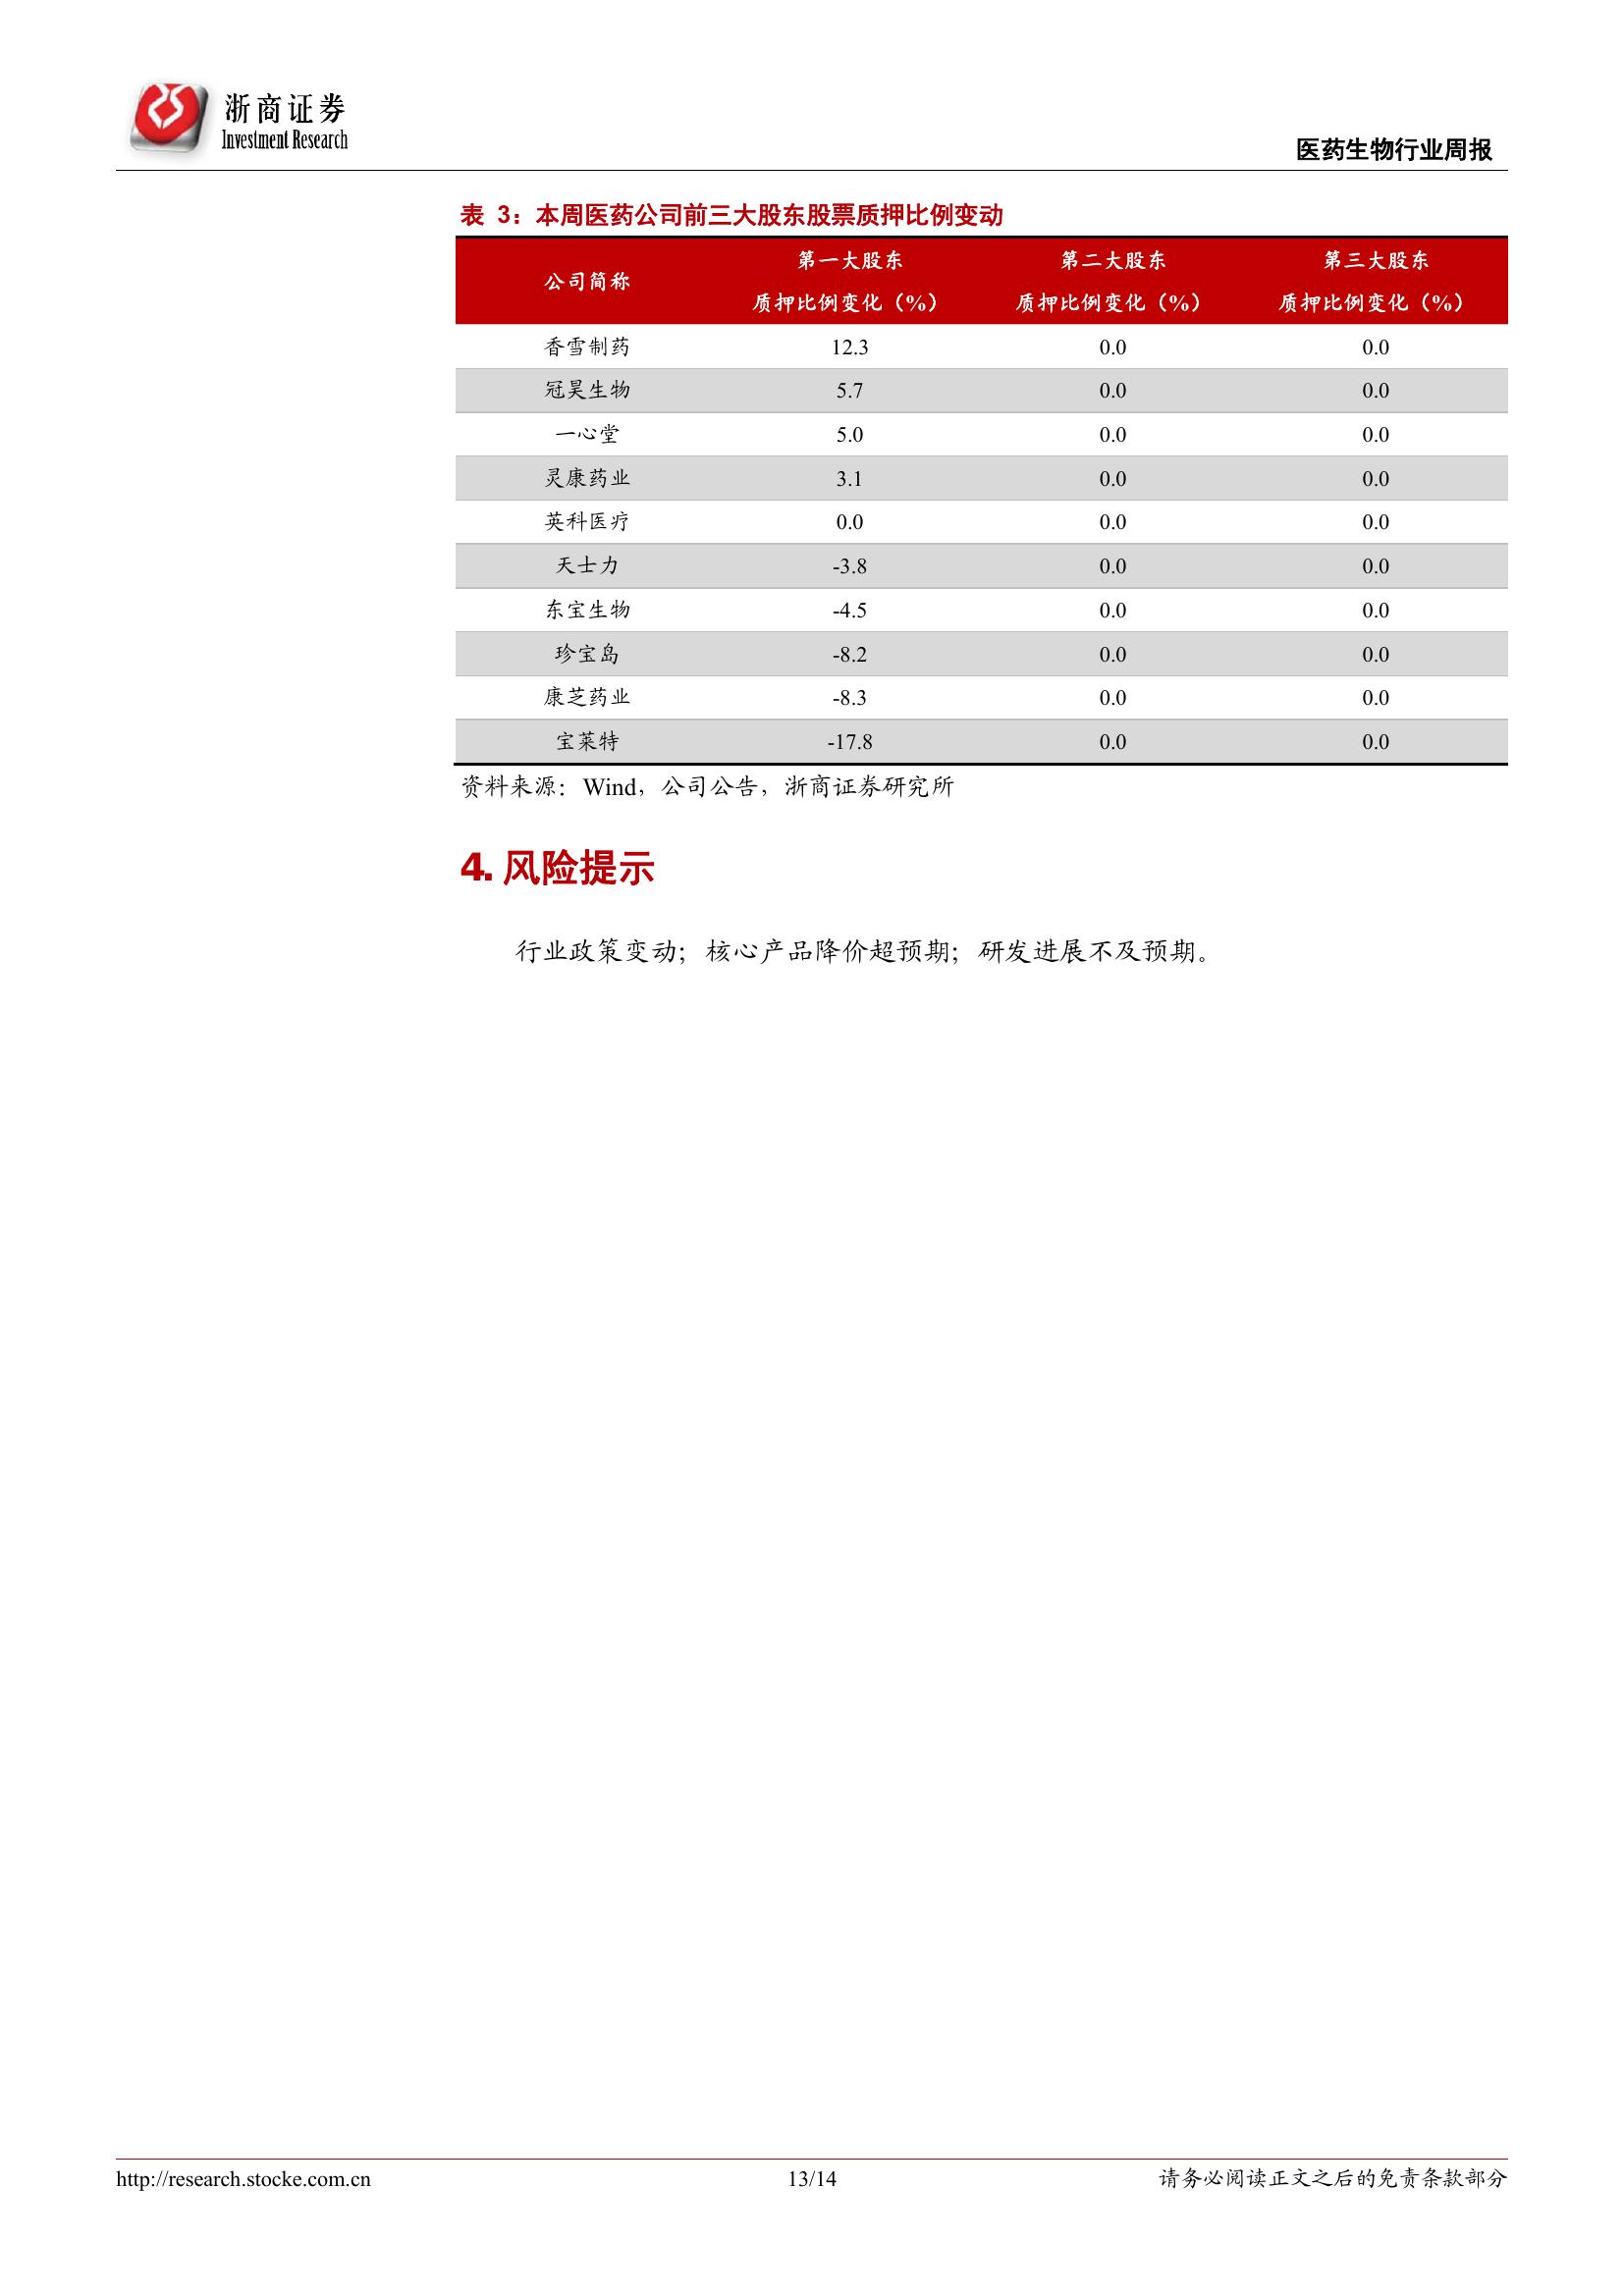 浙商证券
Investment Research
医药生物行业周报
表 3：本周医药公司前三大股东股票质押比例变动
公司简称 第一大股东 质押比例变化（%） 第二大股东 质押比例变化（%） 第三大股东 质押比例变化（%）
香雪制药 12.3 0.0 0.0
冠昊生物 5.7 0.0 0.0
一心堂 5.0 0.0 0.0
灵康药业 3.1 0.0 0.0
英科医疗 0.0 0.0 0.0
天士力 -3.8 0.0 0.0
东宝生物 -4.5 0.0 0.0
珍宝岛 -8.2 0.0 0.0
康芝药业 -8.3 0.0 0.0
宝莱特 -17.8 0.0 0.0
资料来源：Wind，公司公告，浙商证券研究所
4. 风险提示
行业政策变动；核心产品降价超预期；研发进展不及预期。
http://research.stocke.com.cn 13/14 请务必阅读正文之后的免责条款部分